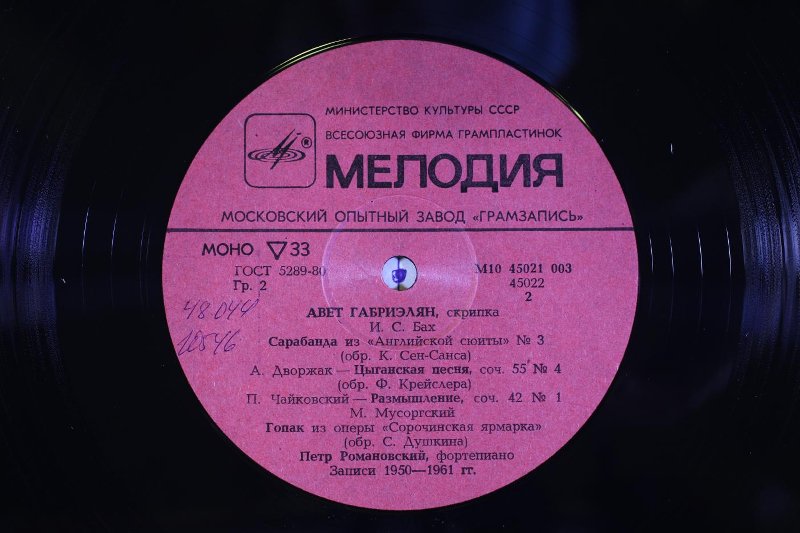 МИНИСТЕРСТВО КУЛЬТУРЫ СССР
ВСЕСОЮЗНАЯ ФИРМА ГРАМПЛАСТИНОК
®
МЕЛОДИЯ
МОСКОВСКИЙ ОПЫТНЫЙ ЗАВОД «ГРАМЗАПИСЬ»
МОНО 33
ГОСТ 5289-80 М10 45021 003
Гр. 2 45022
2
48.044
10546
АВЕТ ГАБРИЭЛЯН, скрипка
И. С. Бах
Сарабанда из «Английской сюиты» № 3
(обр. К. Сен-Санса)
А. Дворжак — Цыганская песня, соч. 55 № 4
(обр. Ф. Крейслера)
П. Чайковский — Размышление, соч. 42 № 1
М. Мусоргский
Гопак из оперы «Сорочинская ярмарка»
(обр. С. Душкина)
Петр Романовский, фортепиано
Записи 1950—1961 гг.